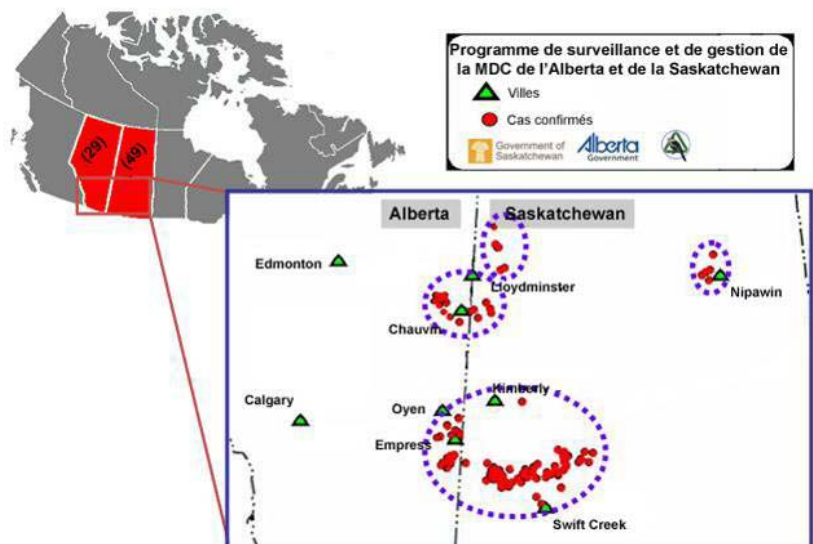 Programme de surveillance et de gestion de
la MDC de l'Alberta et de la Saskatchewan
Villes
Cas confirmés
Government of
Saskatchewan
Alberta
Government
(29)
(49)
Alberta
Saskatchewan
Edmonton
Lloydminster
Nipawin
Chauvin
Calgary
Oyen
Kimberly
Empress
Swift Creek